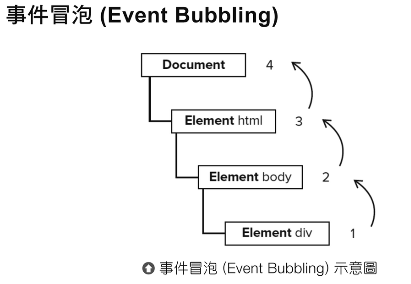 事件冒泡 (Event Bubbling)
Document 4
Element html 3
Element body 2
Element div 1
事件冒泡 (Event Bubbling) 示意圖